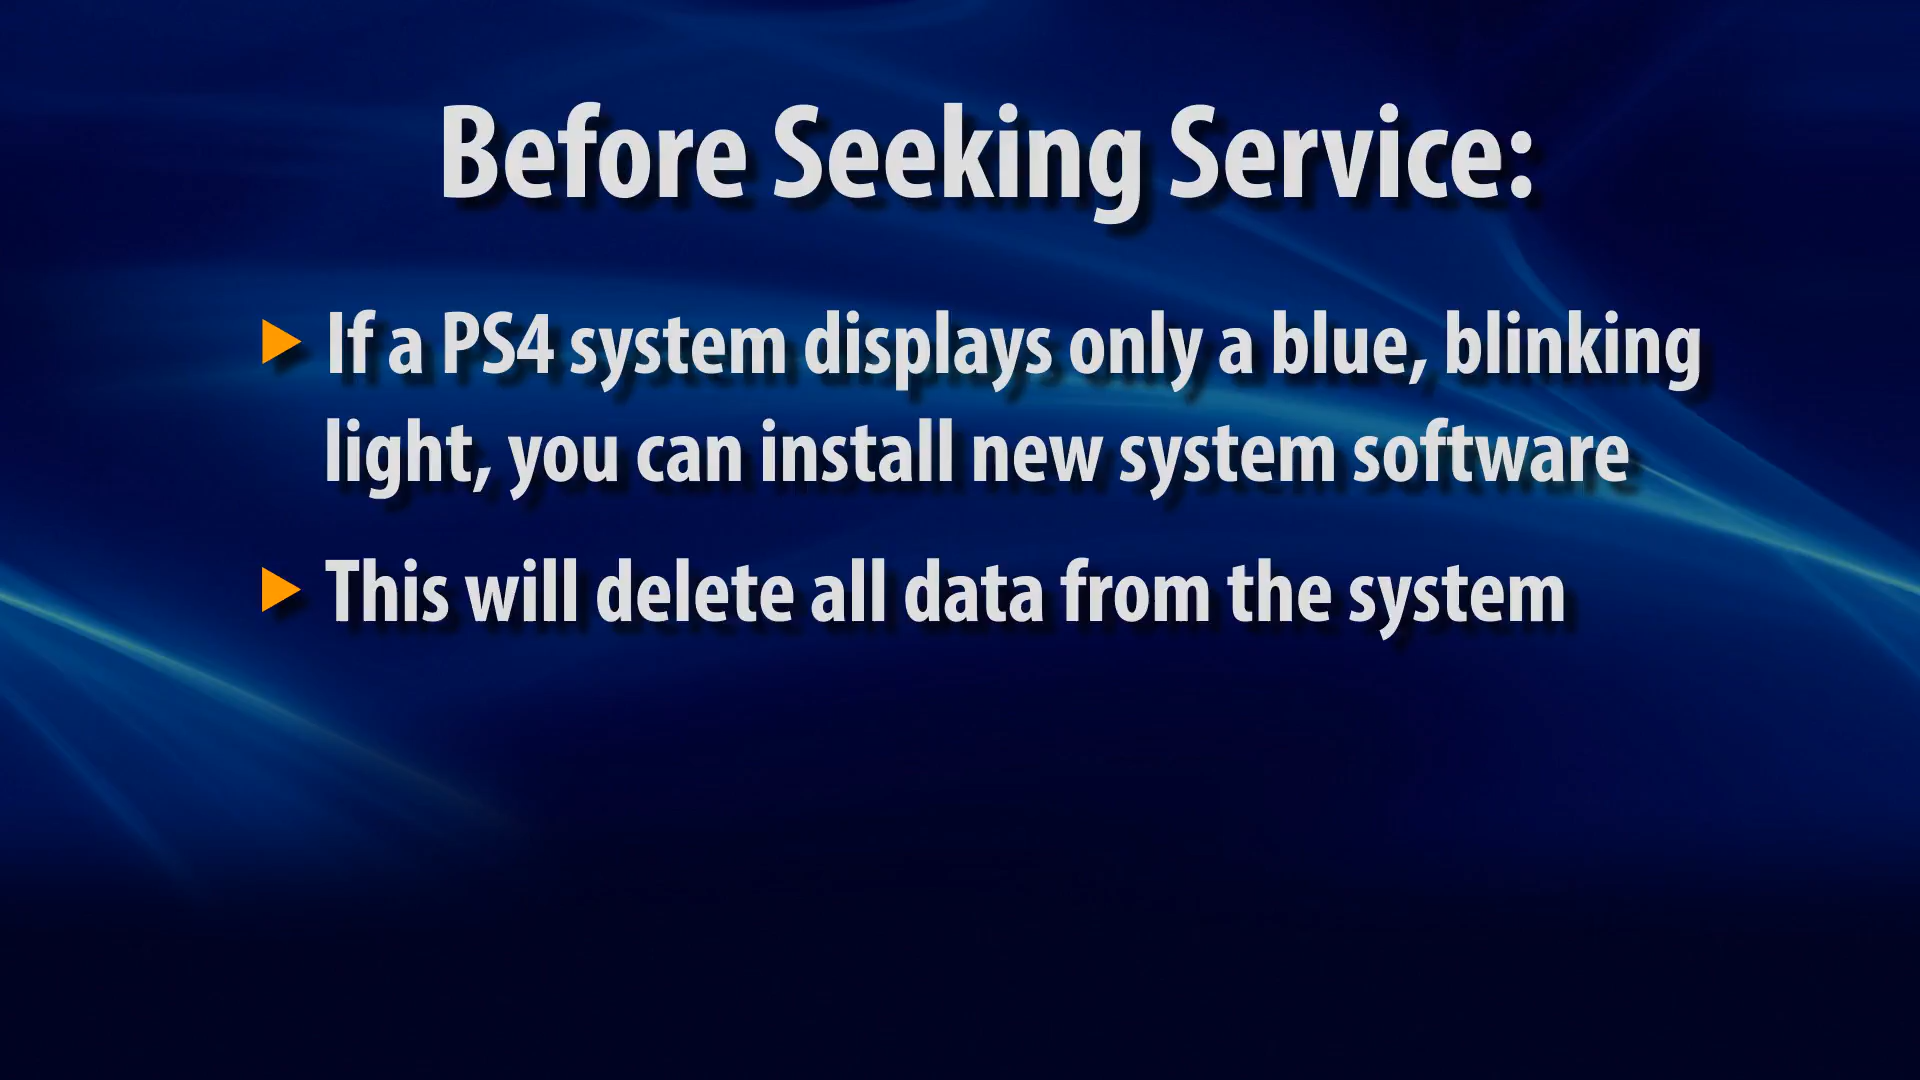 Before Seeking Service:
If a PS4 system displays only a blue, blinking
light, you can install new system software
This will delete all data from the system